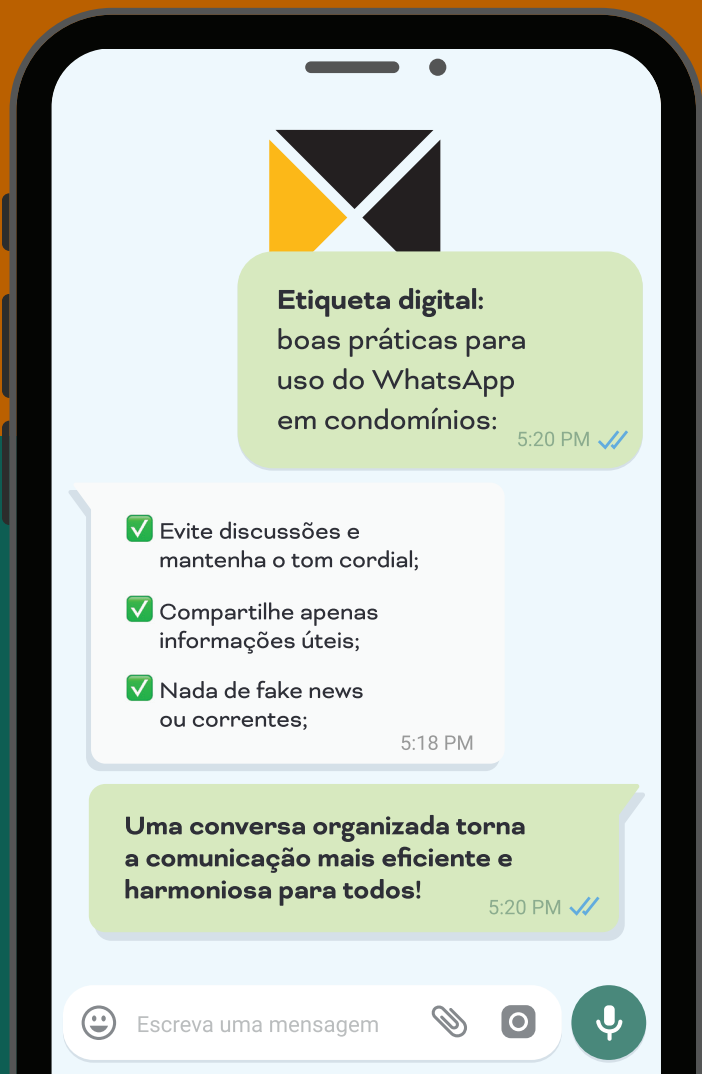 Etiqueta digital:
boas práticas para
uso do WhatsApp
em condomínios:
5:20 PM
✅ Evite discussões e
mantenha o tom cordial;
✅ Compartilhe apenas
informações úteis;
✅ Nada de fake news
ou correntes;
5:18 PM
Uma conversa organizada torna
a comunicação mais eficiente e
harmoniosa para todos!
5:20 PM
Escreva uma mensagem